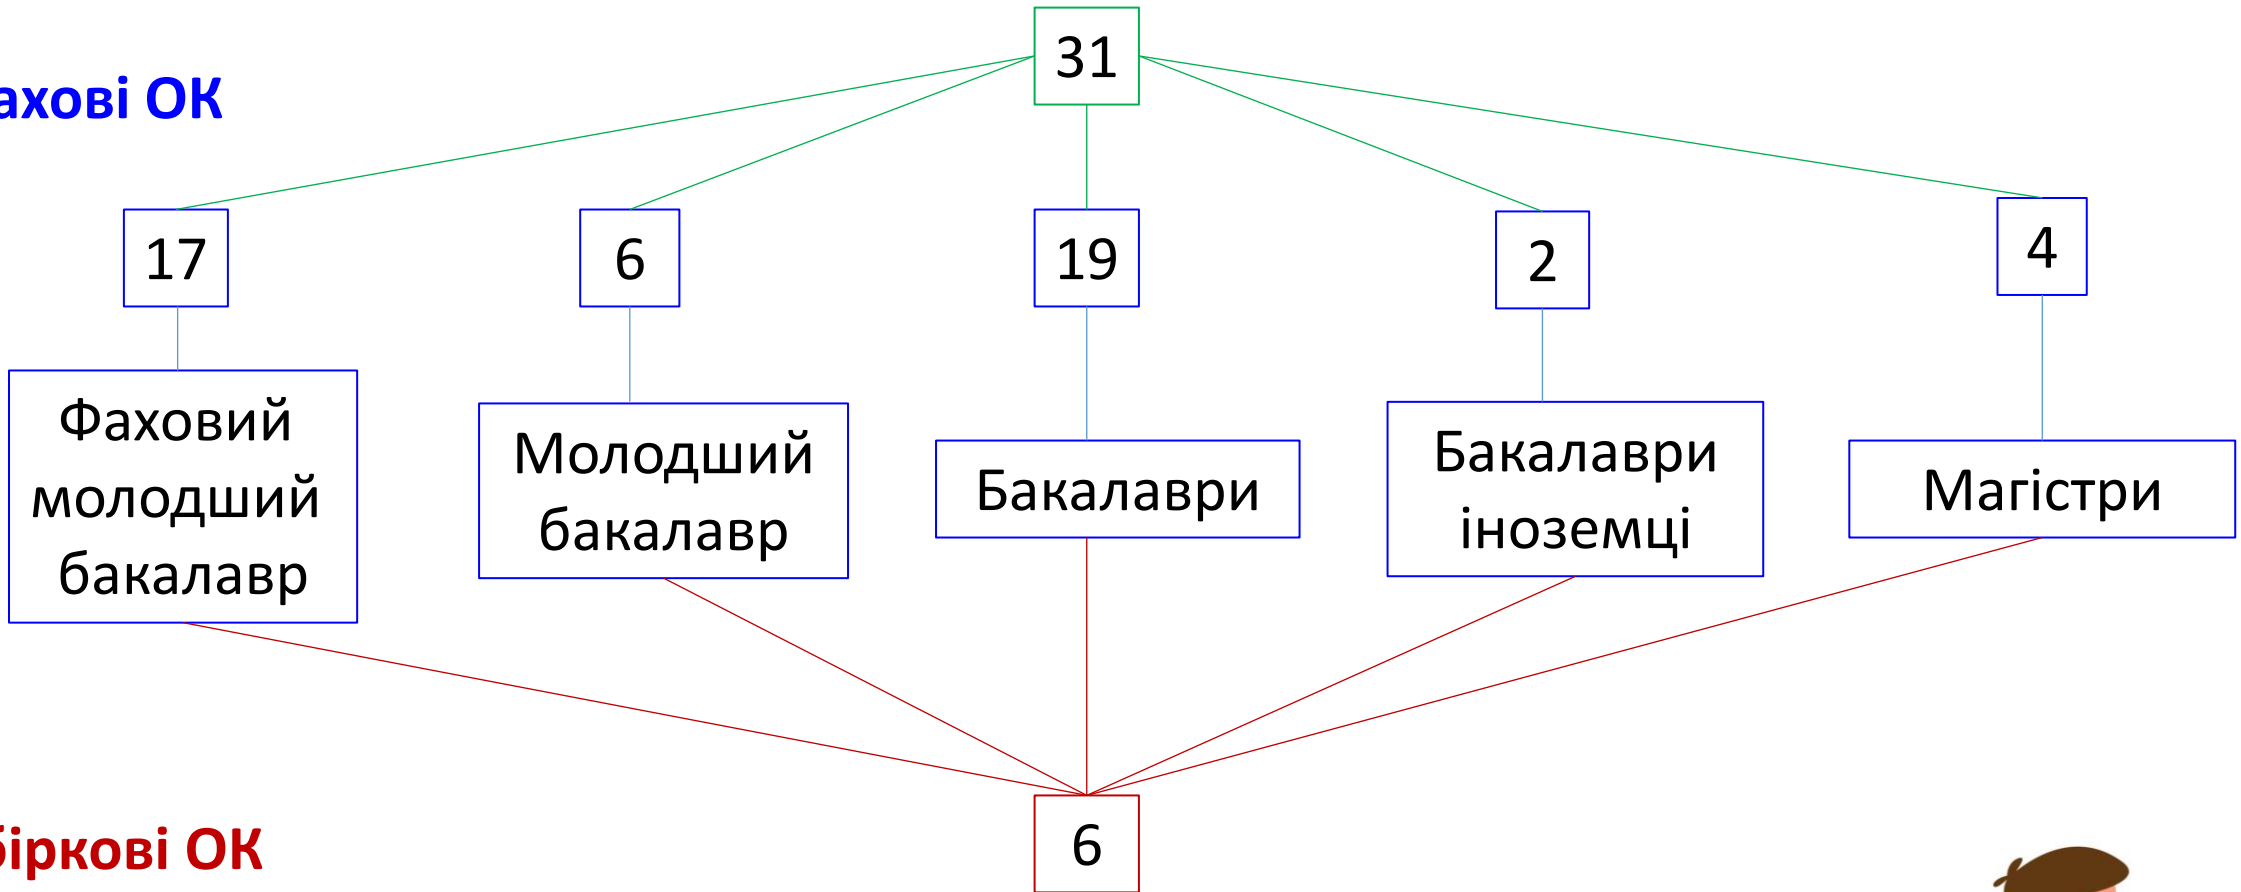 31
ахові ОК
17
6
19
2
4
Фаховий
молодший
бакалавр
Молодший
бакалавр
Бакалаври
Бакалаври
іноземці
Магістри
6
біркові ОК